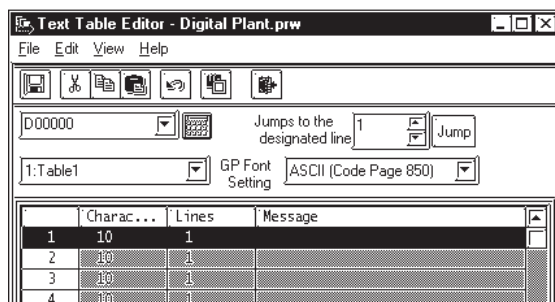 Text Table Editor - Digital Plant.prw
File Edit View Help
D00000
Jumps to the
designated line
1
Jump
1:Table1
GP Font
Setting
ASCII (Code Page 850)
Charac... Lines Message
1 10 1
2 10 1
3 10 1
4 10 1